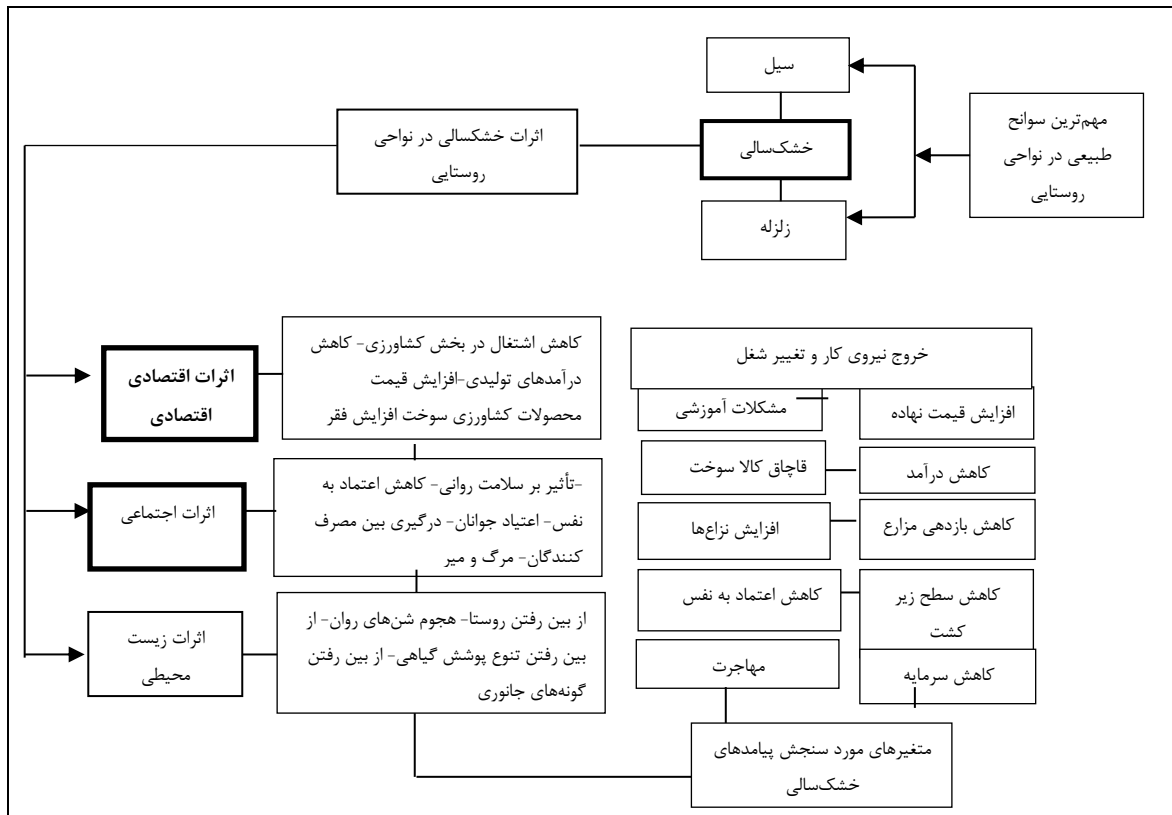 سیل
مهم‌ترین سوانح
طبیعی در نواحی
روستایی
خشک‌سالی
اثرات خشکسالی در نواحی
روستایی
زلزله
اثرات اقتصادی
اقتصادی
کاهش اشتغال در بخش کشاورزی- کاهش
درآمدهای تولیدی-افزایش قیمت
محصولات کشاورزی سوخت افزایش فقر
اثرات اجتماعی
-تأثیر بر سلامت روانی- کاهش اعتماد به
نفس- اعتیاد جوانان- درگیری بین مصرف
کنندگان- مرگ و میر
اثرات زیست
محیطی
از بین رفتن روستا- هجوم شن‌های روان- از
بین رفتن تنوع پوشش گیاهی- از بین رفتن
گونه‌های جانوری
خروج نیروی کار و تغییر شغل
افزایش قیمت نهاده
مشکلات آموزشی
کاهش درآمد
قاچاق کالا سوخت
کاهش بازدهی مزارع
افزایش نزاع‌ها
کاهش سطح زیر
کشت
کاهش اعتماد به نفس
کاهش سرمایه
مهاجرت
متغیرهای مورد سنجش پیامدهای
خشک‌سالی